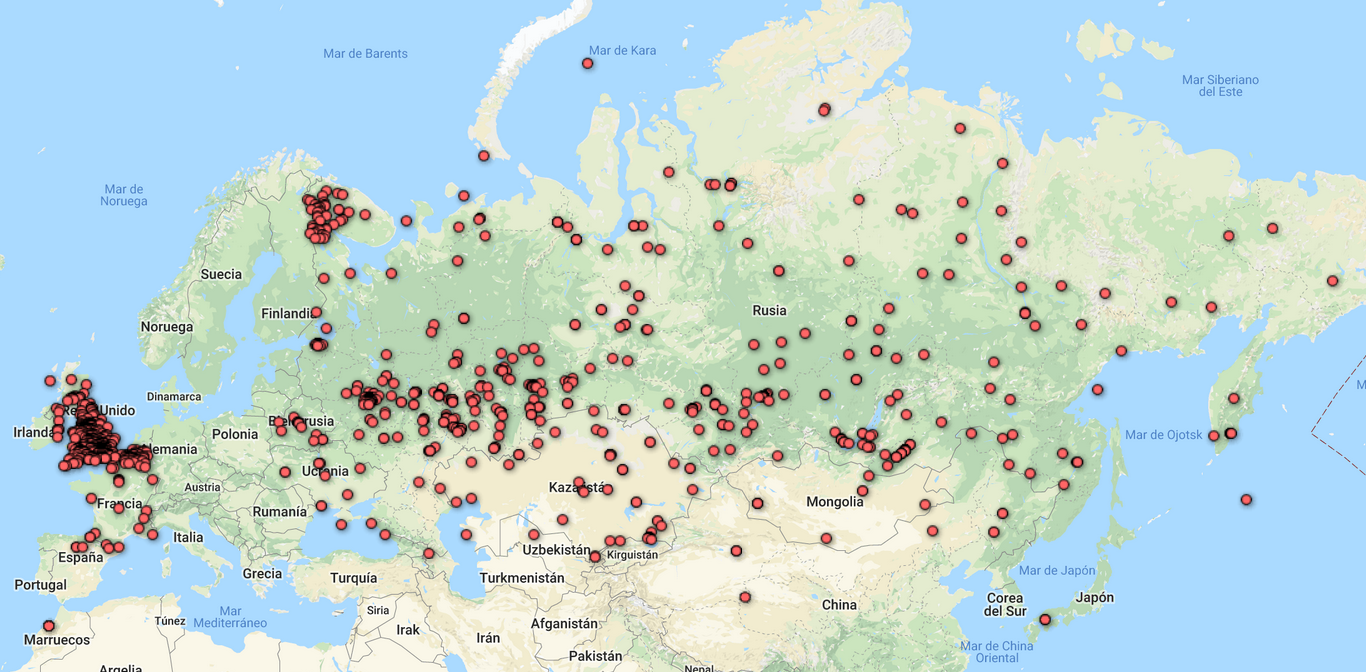 Mar de Kara
Mar de Barents
Mar Siberiano
del Este
Mar de
Noruega
Suecia
Finlandia
Rusia
Noruega
Dinamarca
Reino Unido
Irlanda
Bielorrusia
Mar de Ojotsk
Polonia
Alemania
Ucrania
Austria
Kazajistán
Mongolia
Francia
Rumanía
Italia
Uzbekistán
Kirguistán
España
Grecia
Turquía
Turkmenistán
Mar de Japón
Portugal
Corea
del Sur
Japón
China
Siria
Mar
Mediterráneo
Túnez
Afganistán
Irak
Irán
Marruecos
Mar de China
Oriental
Pakistán
Argelia
Nepal